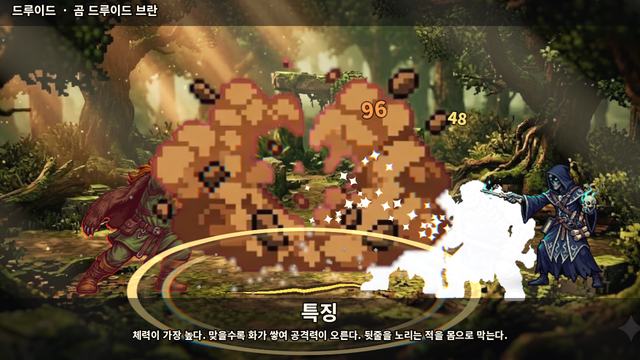 드루이드 · 곰 드루이드 브란
96
48
특징
체력이 가장 높다. 맞을수록 화가 쌓여 공격력이 오른다. 뒷줄을 노리는 적을 몸으로 막는다.